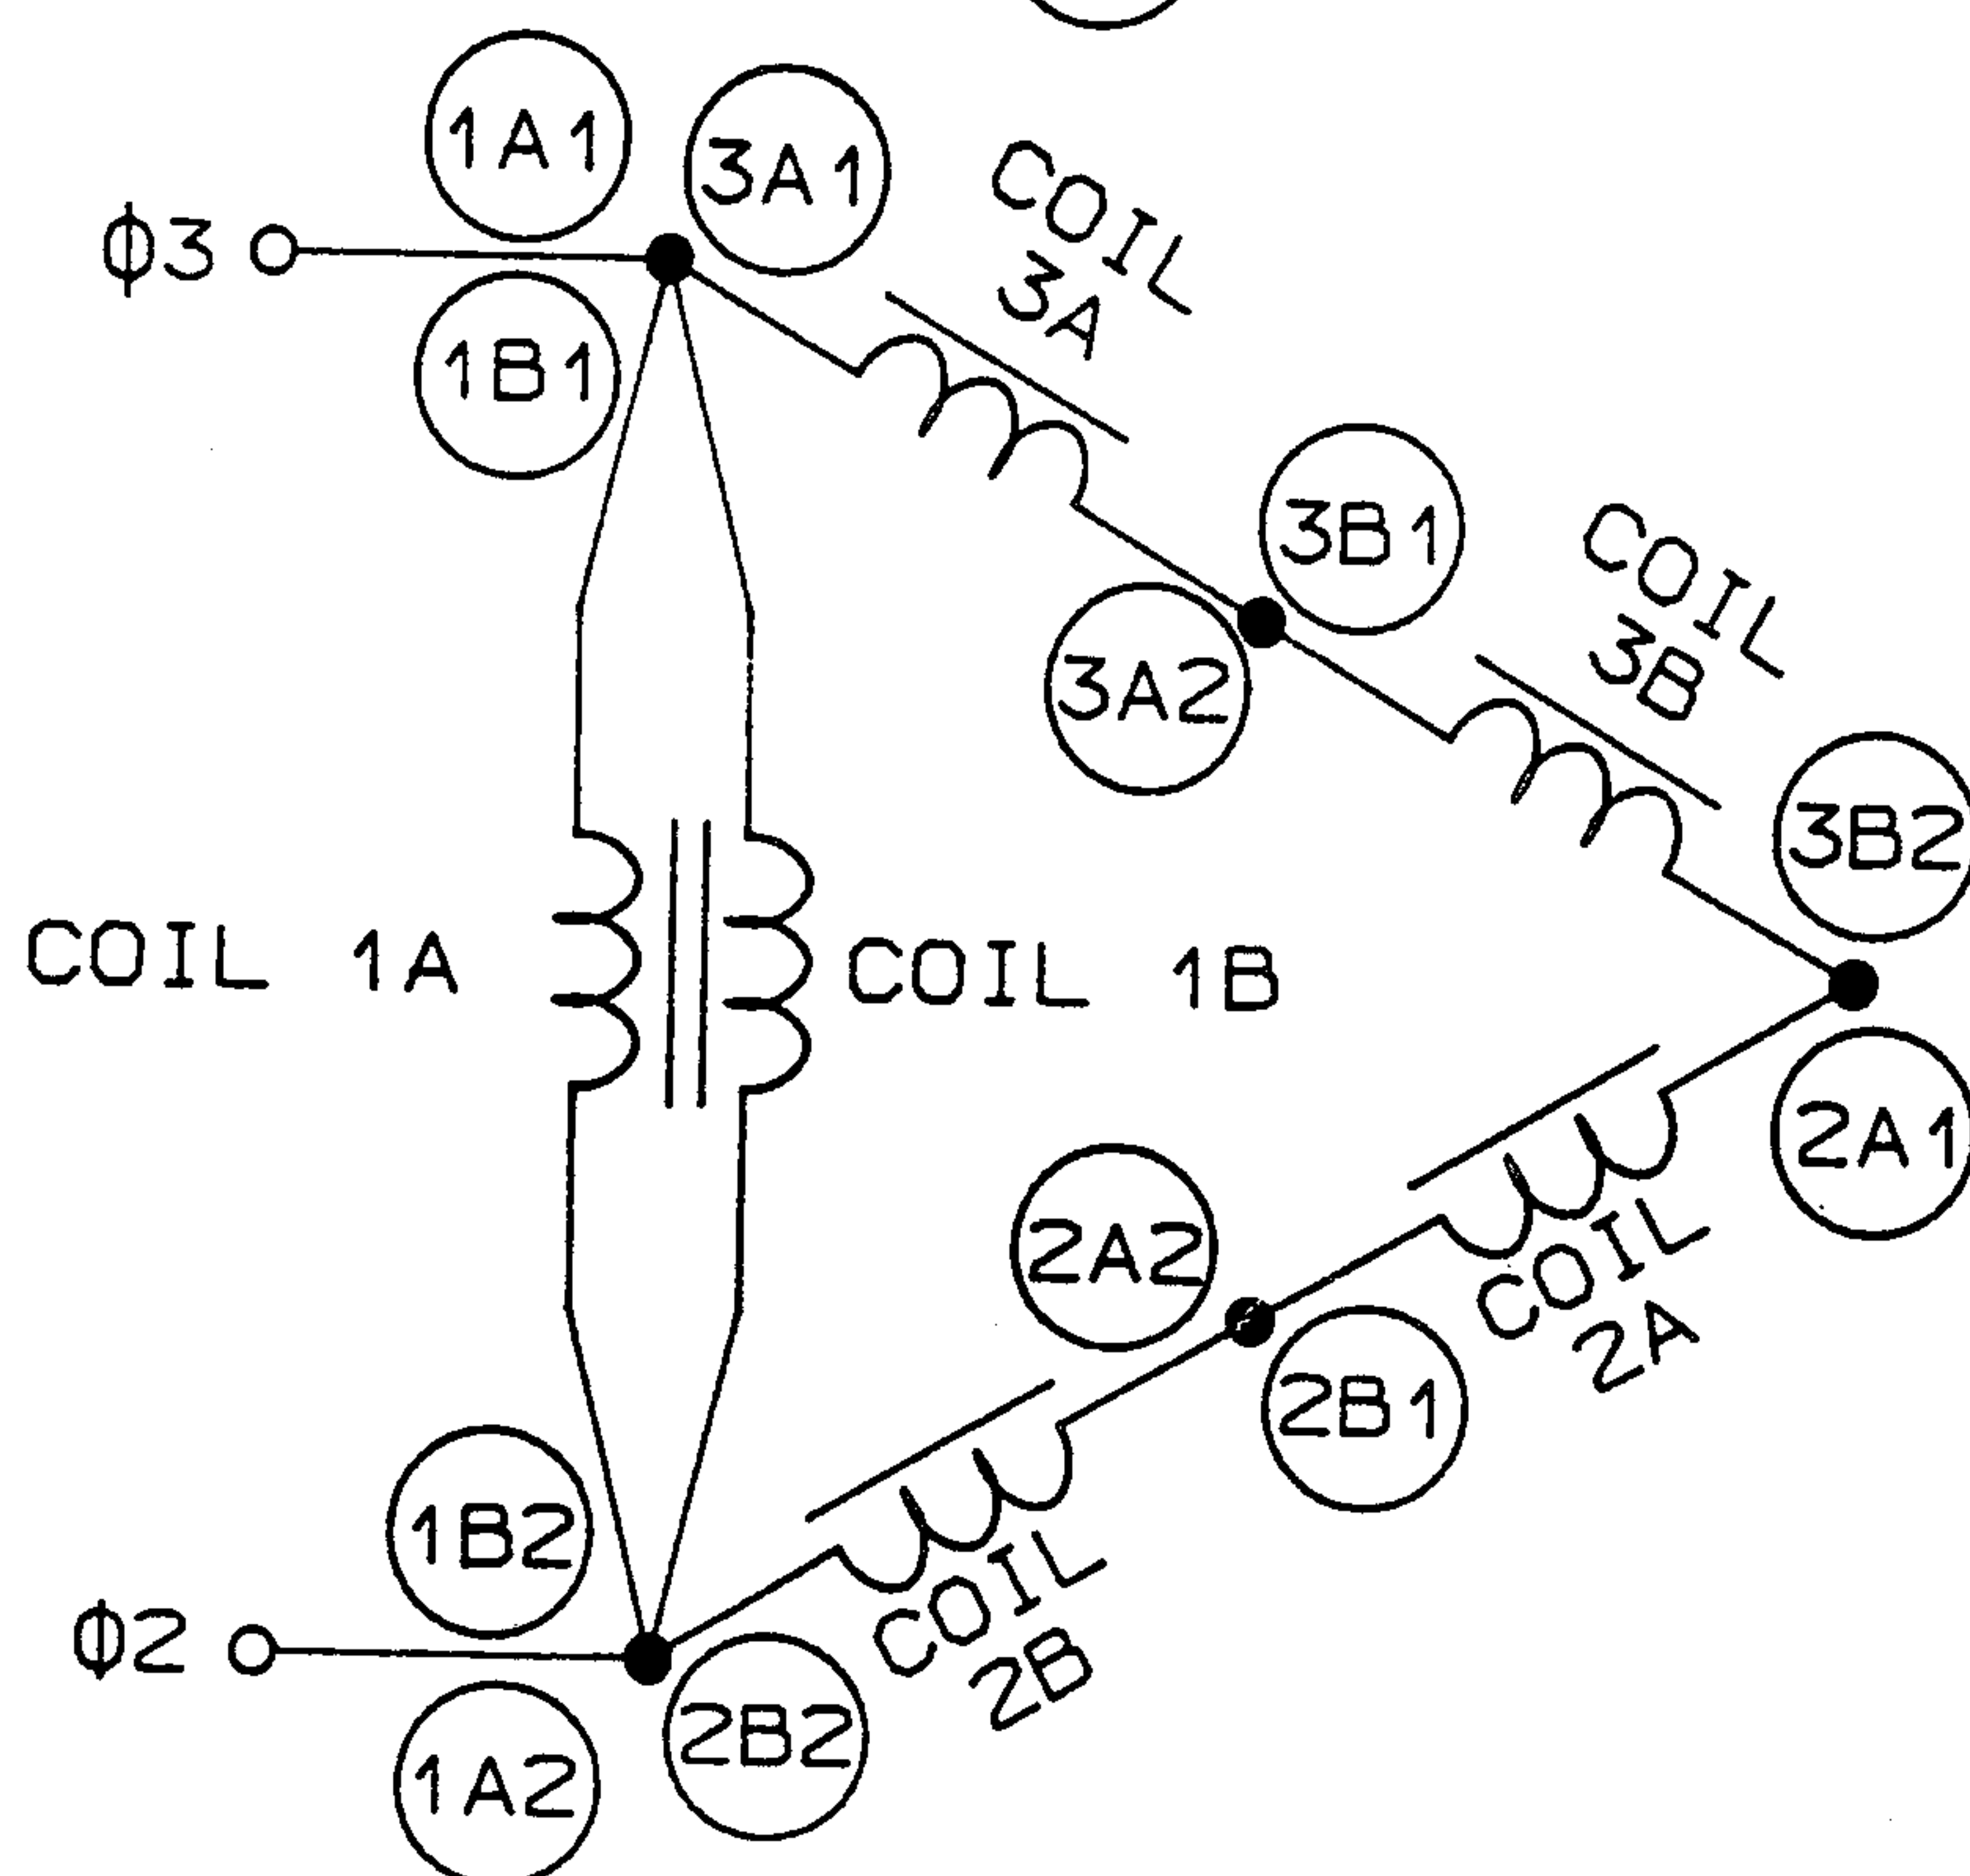 1A1
3A1
COIL
3A
Φ3
1B1
3B1
COIL
3B
3A2
3B2
COIL 1A
COIL 1B
2A1
2A2
COIL
2A
2B1
1B2
COIL
2B
Φ2
2B2
1A2